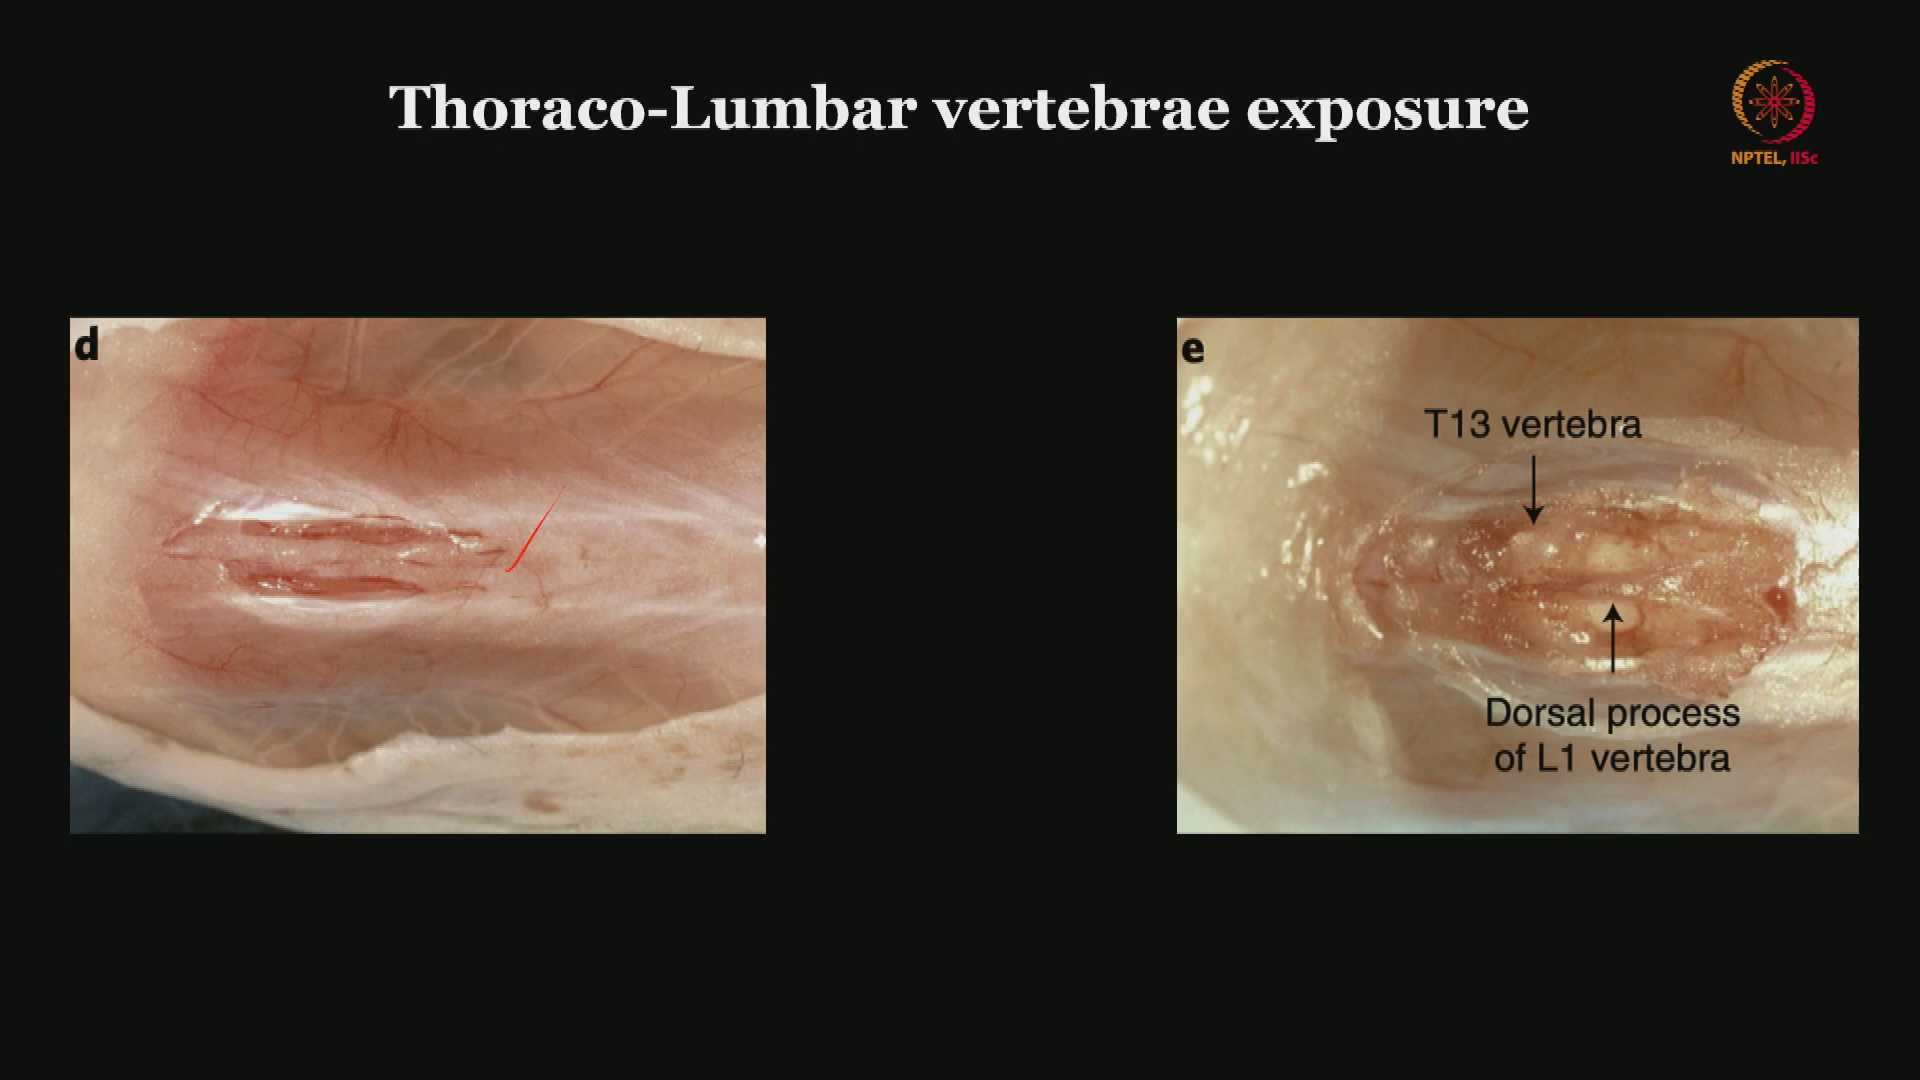 Thoraco-Lumbar vertebrae exposure
NPTEL, IISc
d
e
T13 vertebra
Dorsal process
of L1 vertebra